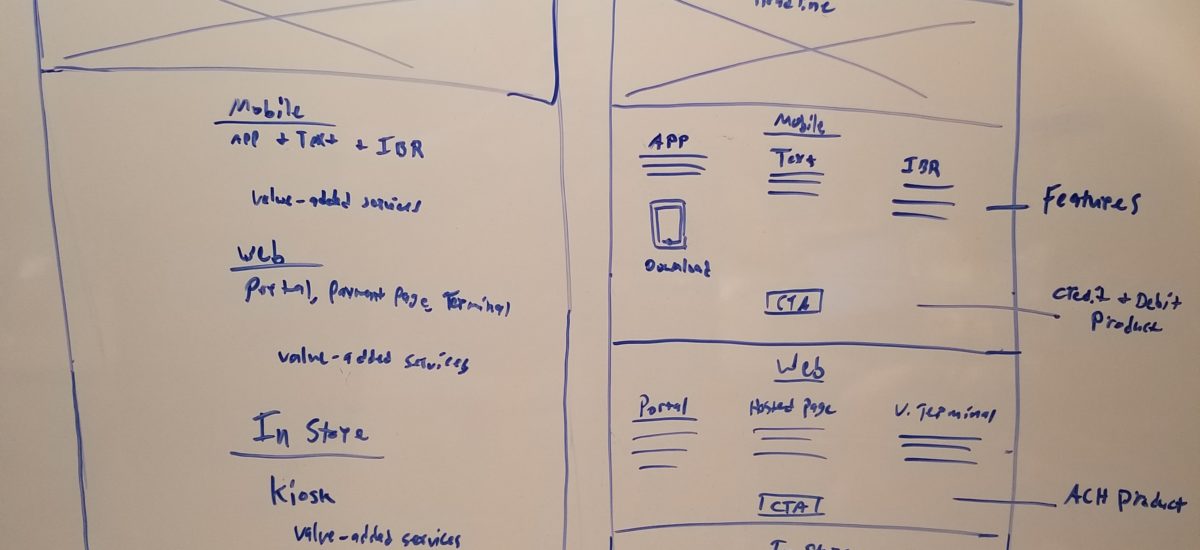 Mobile
APP + Text + IBR
value-added services
Web
Portal, Payment Page, Terminal
value-added services
In Store
Kiosk
value-added services
Headline
Mobile
APP
Text
IBR
Download
CTA
Features
Credit + Debit
Product
Web
Portal
Hosted Page
V. Terminal
CTA
ACH Product
In Store